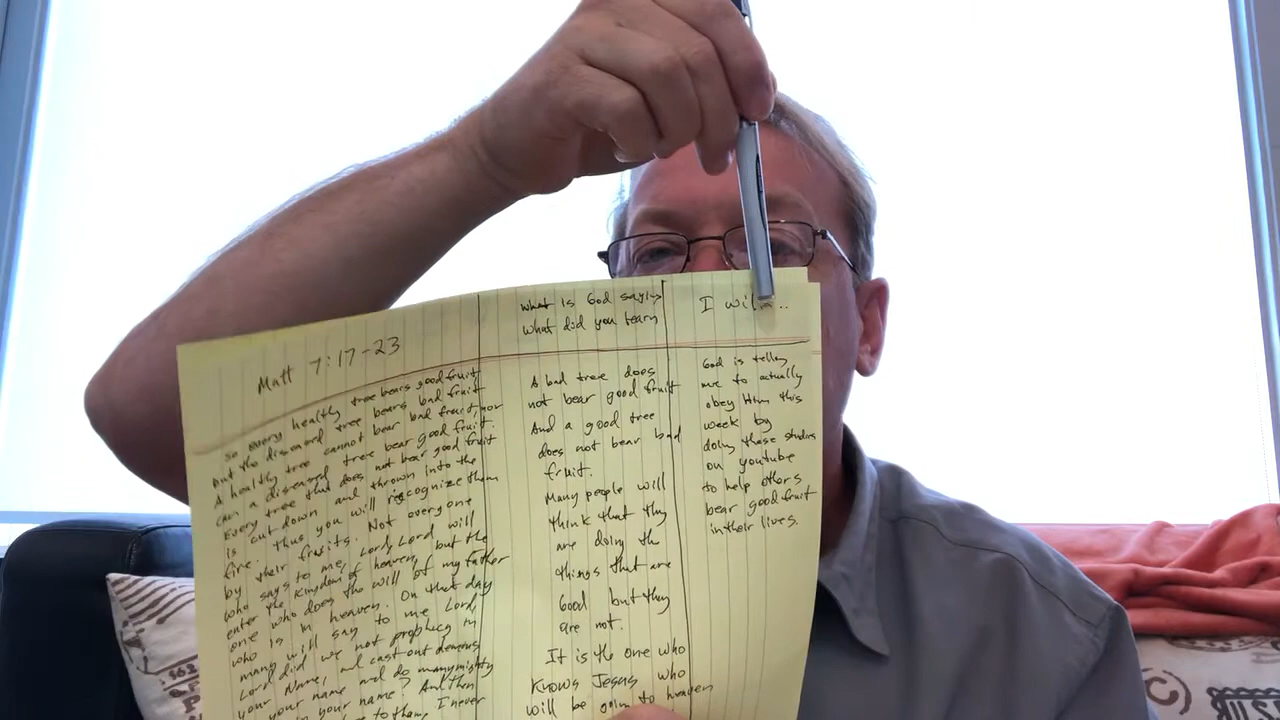 Matt 7:17-23
so every healthy tree bears good fruit
but the diseased tree bears bad fruit
A healthy tree cannot bear bad fruit, nor
can a diseased tree bear good fruit.
Every tree that does not bear good fruit
is cut down and thrown into the
fire. thus you will recognize them
by their fruits. Not everyone
who says to me, Lord, Lord will
enter the Kingdom of heaven, but the
one who does the will of my father
who is in heaven. On that day
many will say to me Lord,
Lord did we not prophecy in
your Name, and cast out demons
your name and do many mighty
in your name? And then
to them, I never
What is God saying
What did you learn
A bad tree does
not bear good fruit
And a good tree
does not bear bad
fruit.
Many people will
think that they
are doing the
things that are
Good but they
are not.
It is the one who
Knows Jesus who
will be going to heaven
I will..
God is telling
me to actually
obey Him this
week by
doing these studies
on youtube
to help others
bear good fruit
in their lives.